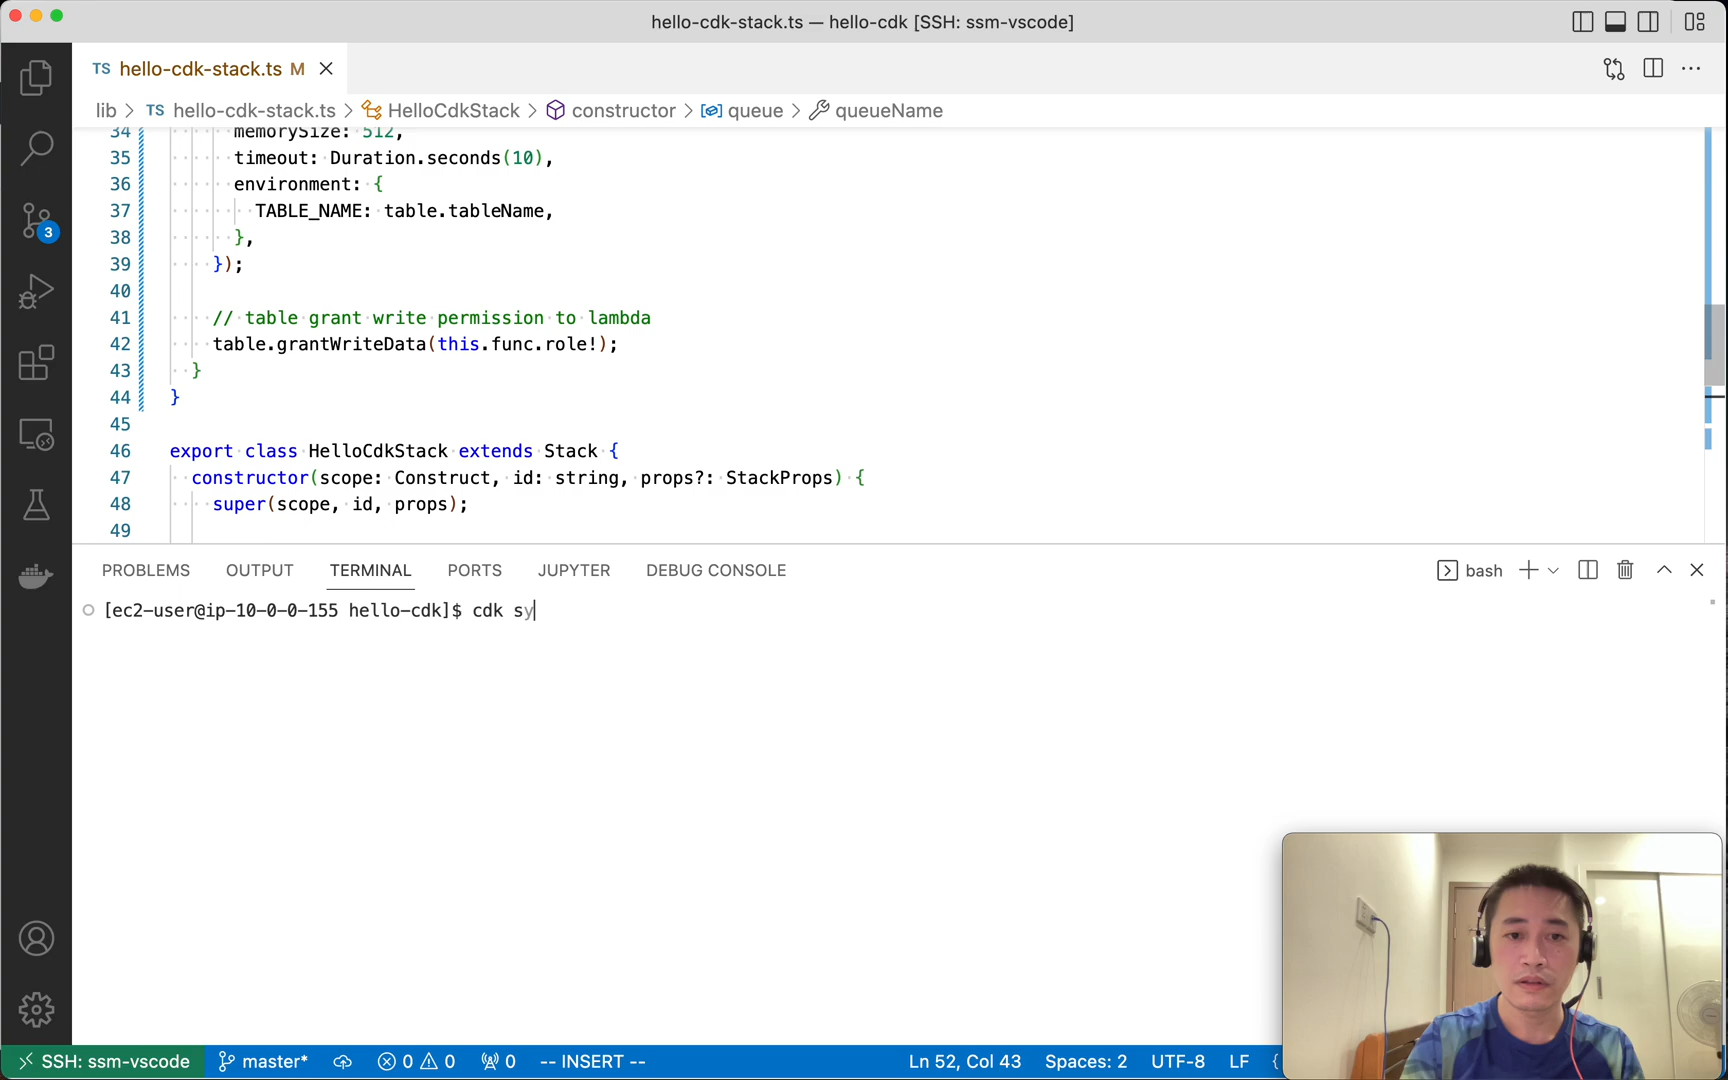 hello-cdk-stack.ts — hello-cdk [SSH: ssm-vscode]
TS hello-cdk-stack.ts M
lib > TS hello-cdk-stack.ts > HelloCdkStack > constructor > queue > queueName
34 memorySize: 512,
35 timeout: Duration.seconds(10),
36 environment: {
37 TABLE_NAME: table.tableName,
38 },
39 });
40
41 // table grant write permission to lambda
42 table.grantWriteData(this.func.role!);
43 }
44 }
45
46 export class HelloCdkStack extends Stack {
47 constructor(scope: Construct, id: string, props?: StackProps) {
48 super(scope, id, props);
49
3
PROBLEMS OUTPUT TERMINAL PORTS JUPYTER DEBUG CONSOLE bash
[ec2-user@ip-10-0-0-155 hello-cdk]$ cdk sy
SSH: ssm-vscode master* 0 0 0 -- INSERT -- Ln 52, Col 43 Spaces: 2 UTF-8 LF {